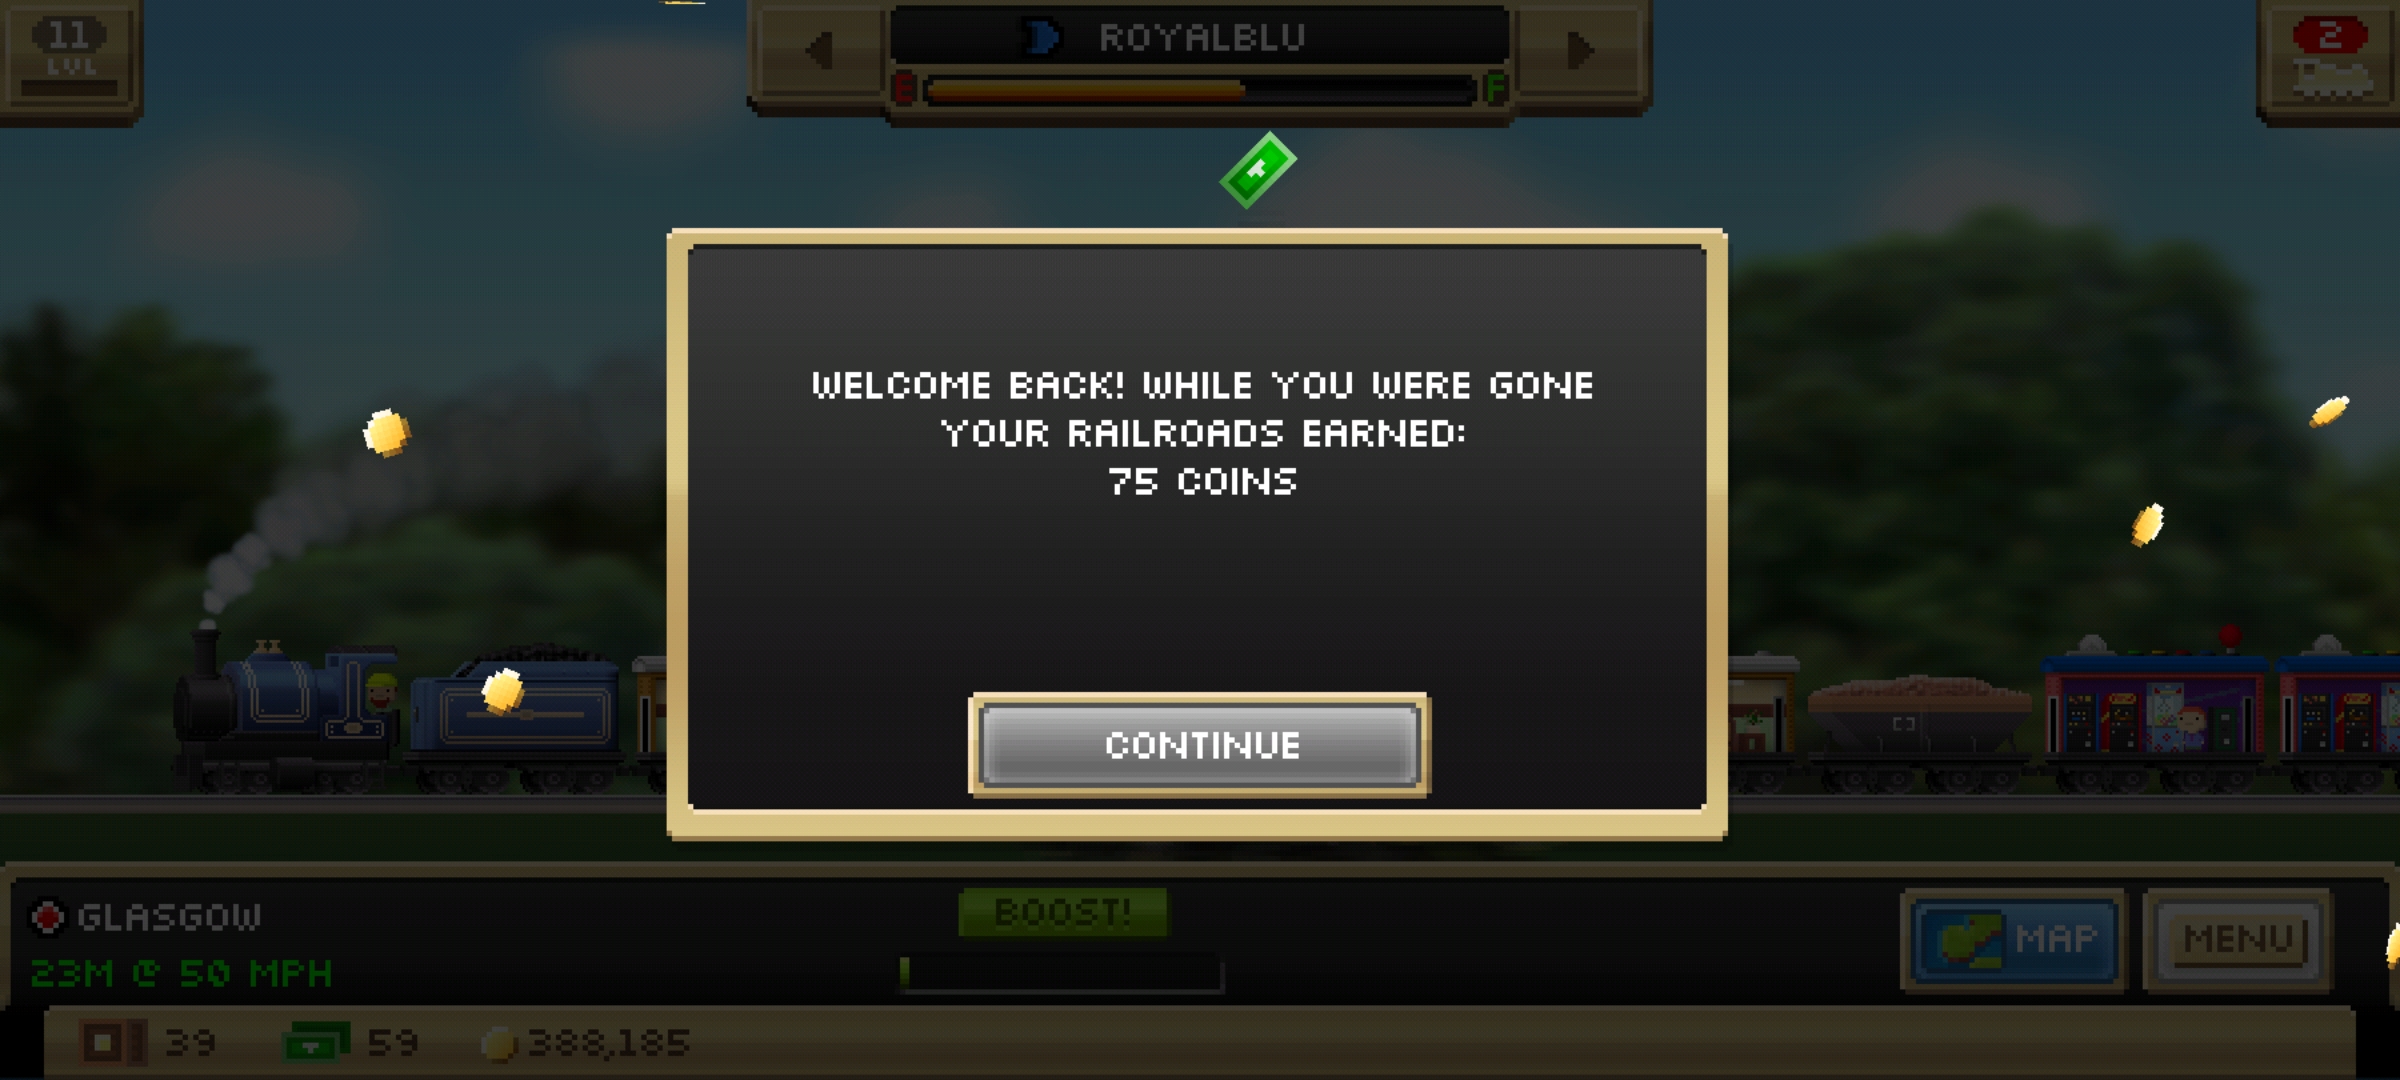 11
LVL
ROYALBLU
E F
2
WELCOME BACK! WHILE YOU WERE GONE
YOUR RAILROADS EARNED:
75 COINS
CONTINUE
GLASGOW
23M @ 50 MPH
BOOST!
MAP
MENU
39
59
388,185